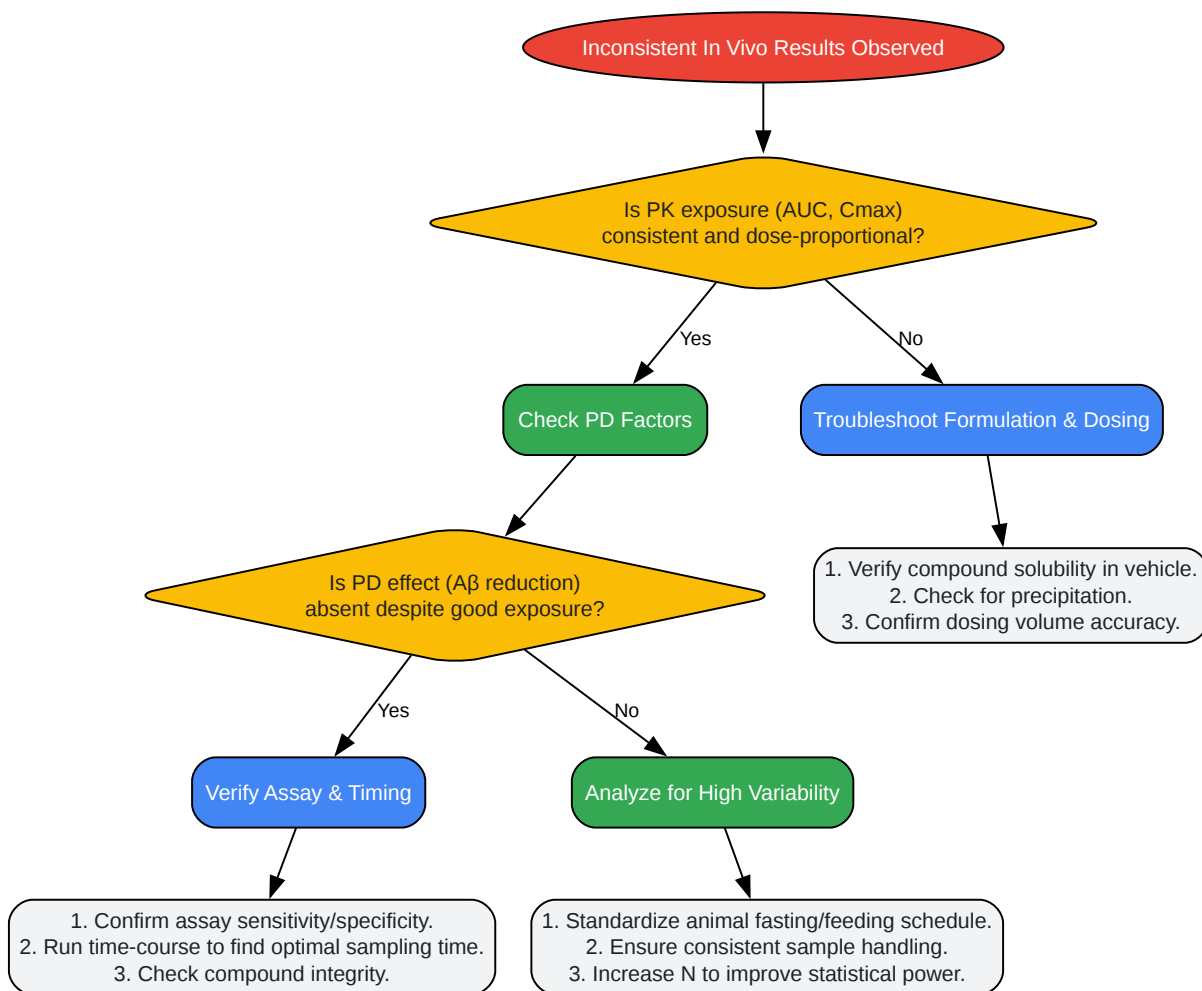 Inconsistent In Vivo Results Observed
Is PK exposure (AUC, Cmax)
consistent and dose-proportional?
Yes
No
Check PD Factors
Troubleshoot Formulation & Dosing
Is PD effect (Aβ reduction)
absent despite good exposure?
1. Verify compound solubility in vehicle.
2. Check for precipitation.
3. Confirm dosing volume accuracy.
Yes
No
Verify Assay & Timing
Analyze for High Variability
1. Confirm assay sensitivity/specificity.
2. Run time-course to find optimal sampling time.
3. Check compound integrity.
1. Standardize animal fasting/feeding schedule.
2. Ensure consistent sample handling.
3. Increase N to improve statistical power.